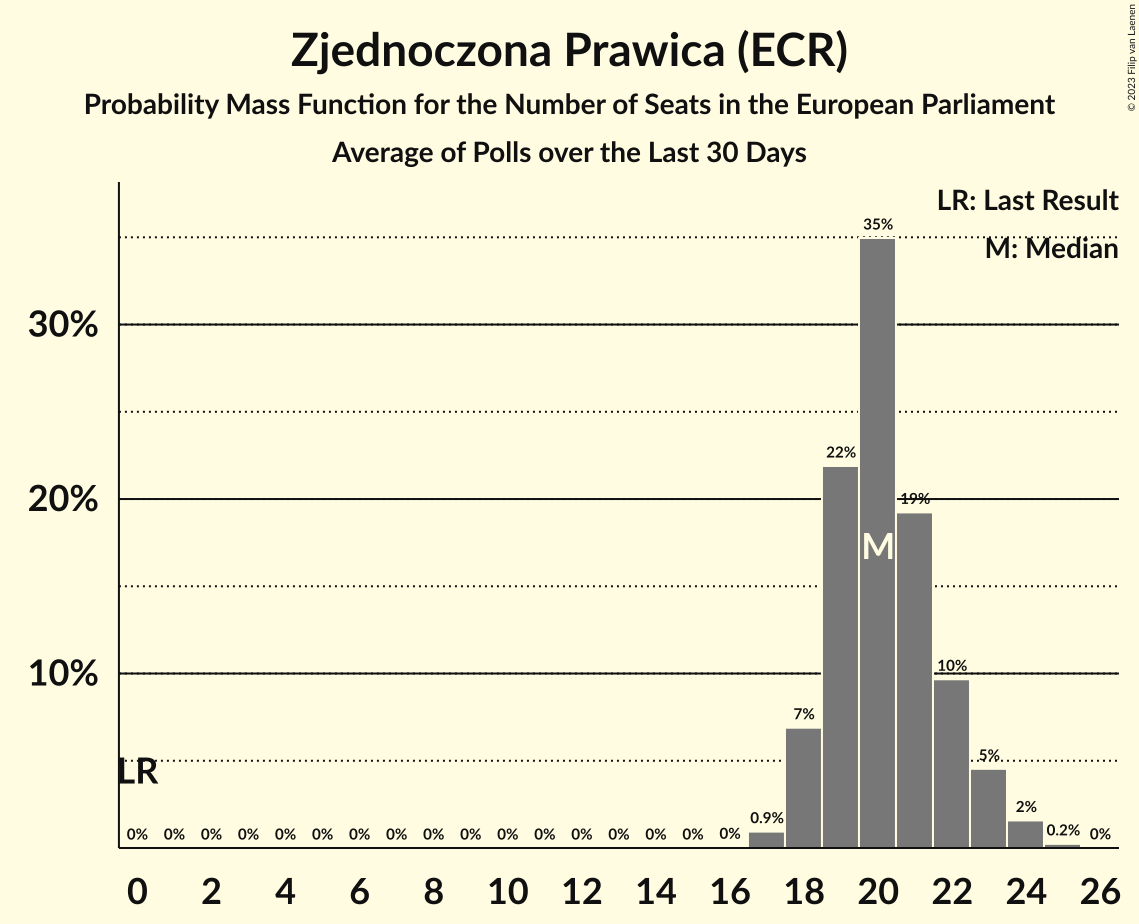 Zjednoczona Prawica (ECR)
Probability Mass Function for the Number of Seats in the European Parliament
Average of Polls over the Last 30 Days
© 2023 Filip van Laenen
LR: Last Result
M: Median
35%
30%
22%
20%
19%
M
10%
10%
7%
5%
LR
2%
0% 0% 0% 0% 0% 0% 0% 0% 0% 0% 0% 0% 0% 0% 0% 0% 0% 0.9% 0.2% 0%
0 2 4 6 8 10 12 14 16 18 20 22 24 26